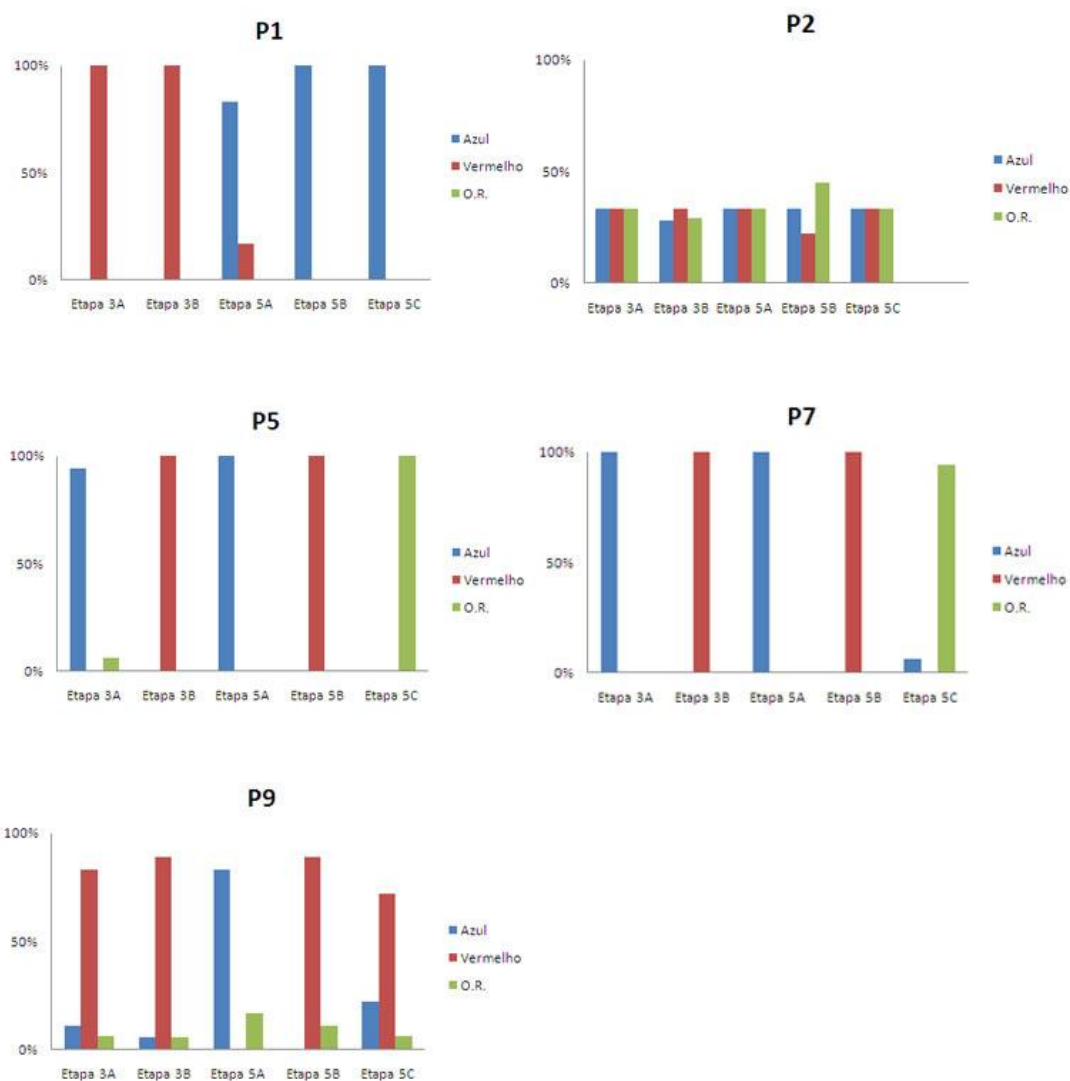 P1
100%
50%
0%
Etapa 3A Etapa 3B Etapa 5A Etapa 5B Etapa 5C
Azul
Vermelho
O.R.
P2
100%
50%
0%
Etapa 3A Etapa 3B Etapa 5A Etapa 5B Etapa 5C
Azul
Vermelho
O.R.
P5
100%
50%
0%
Etapa 3A Etapa 3B Etapa 5A Etapa 5B Etapa 5C
Azul
Vermelho
O.R.
P7
100%
50%
0%
Etapa 3A Etapa 3B Etapa 5A Etapa 5B Etapa 5C
Azul
Vermelho
O.R.
P9
100%
50%
0%
Etapa 3A Etapa 3B Etapa 5A Etapa 5B Etapa 5C
Azul
Vermelho
O.R.